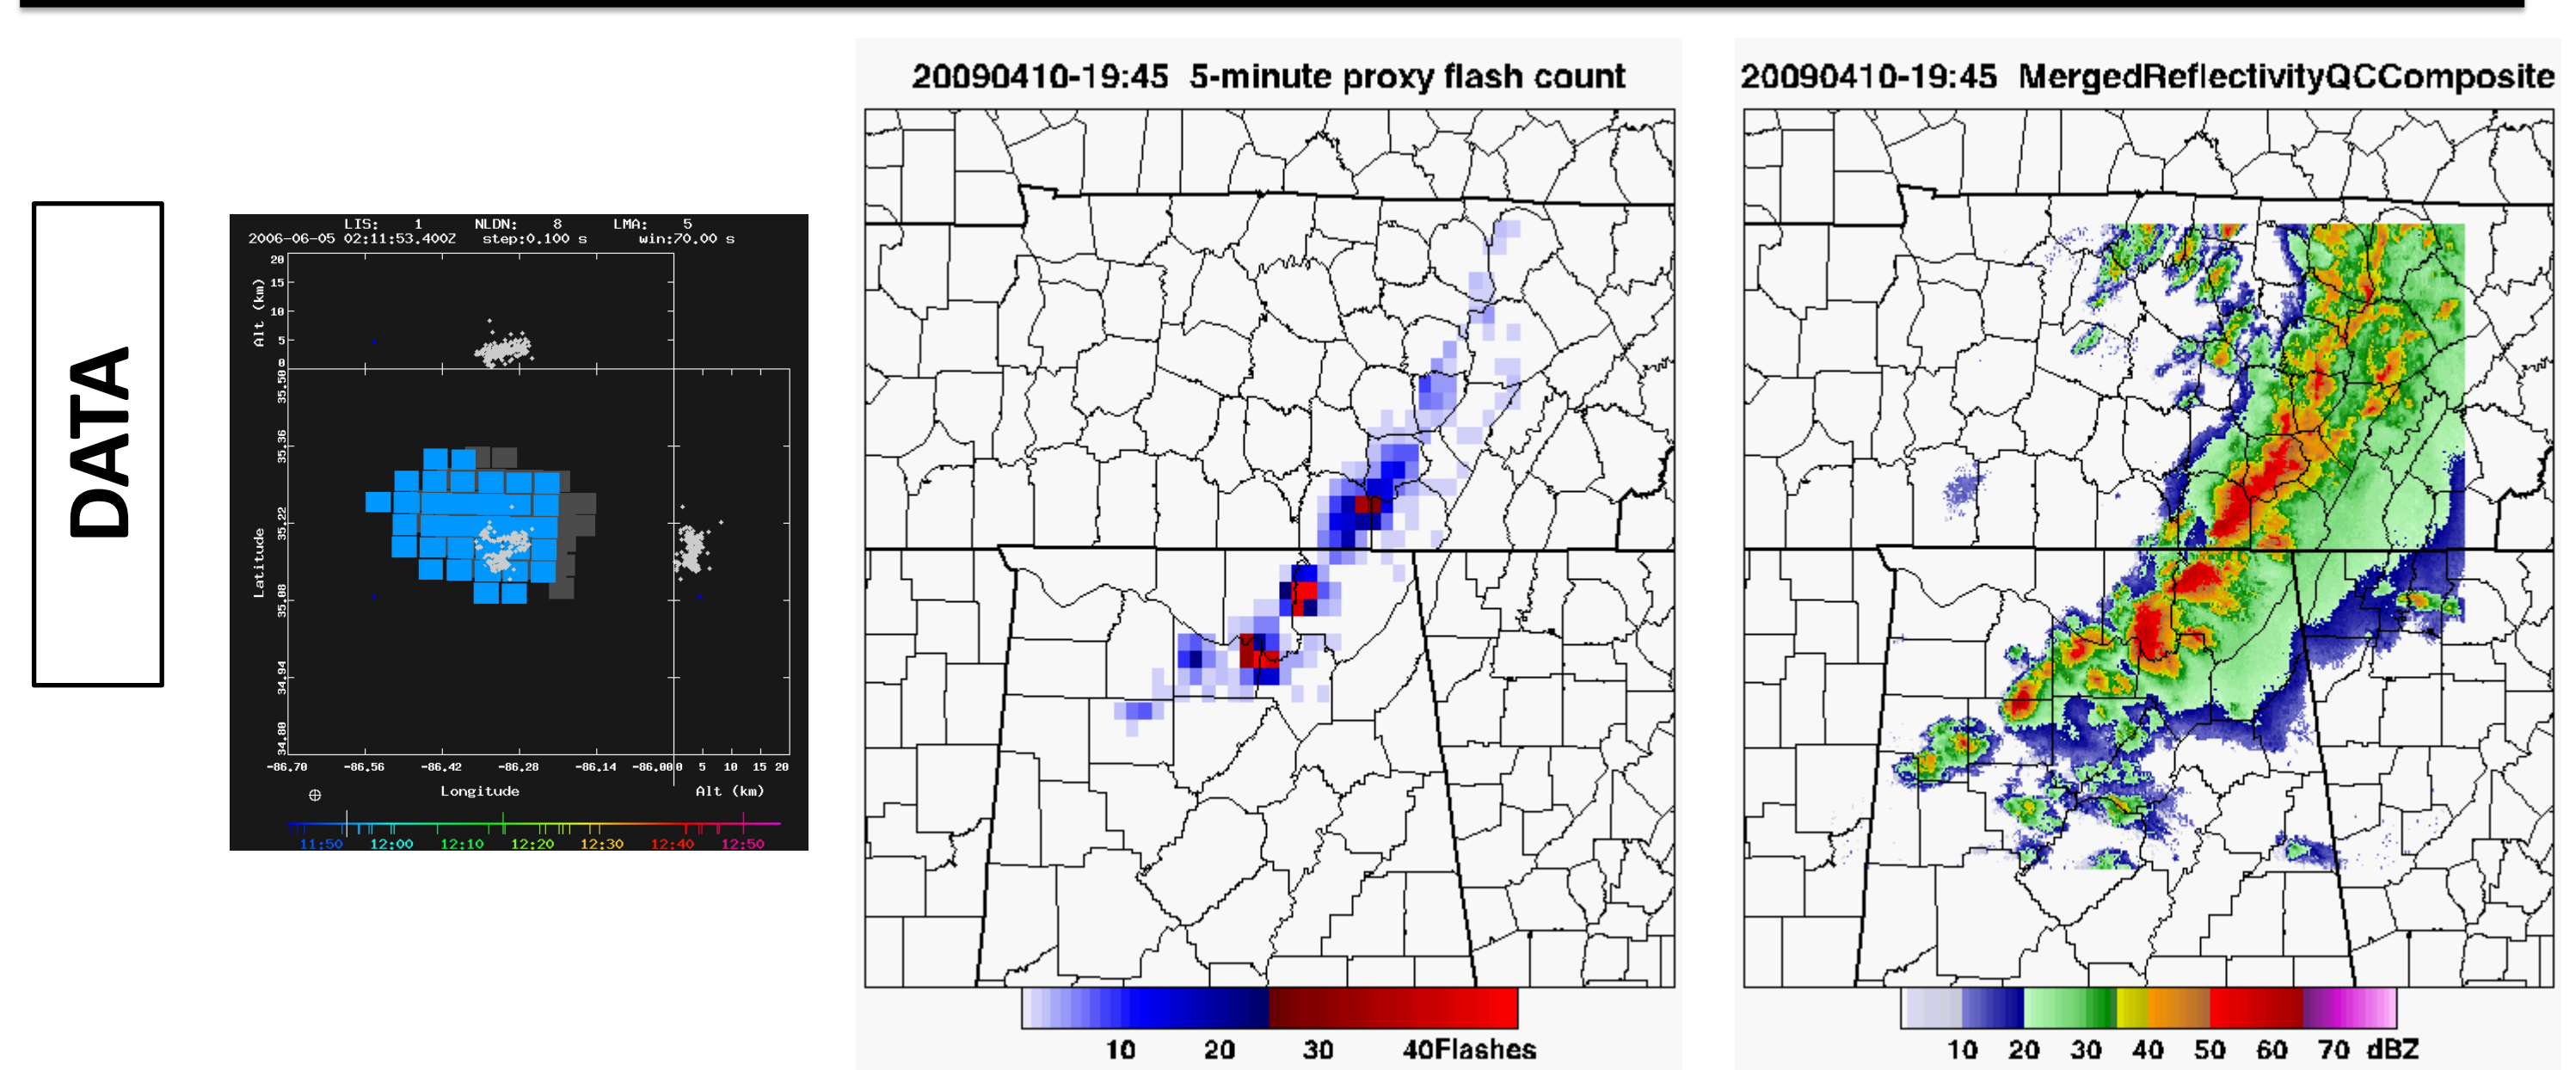 DATA
LIS: 1 NLDN: 8 LMA: 5
2006-06-05 02:11:53.400Z step:0.100 s win:70.00 s
Alt (km)
20
15
10
5
0
Latitude
35.50
35.36
35.22
35.08
34.94
34.80
-86.70 -86.56 -86.42 -86.28 -86.14 -86.00 0 5 10 15 20
Longitude Alt (km)
11:50 12:00 12:10 12:20 12:30 12:40 12:50
20090410-19:45 5-minute proxy flash count
10 20 30 40Flashes
20090410-19:45 MergedReflectivityQCComposite
10 20 30 40 50 60 70 dBZ